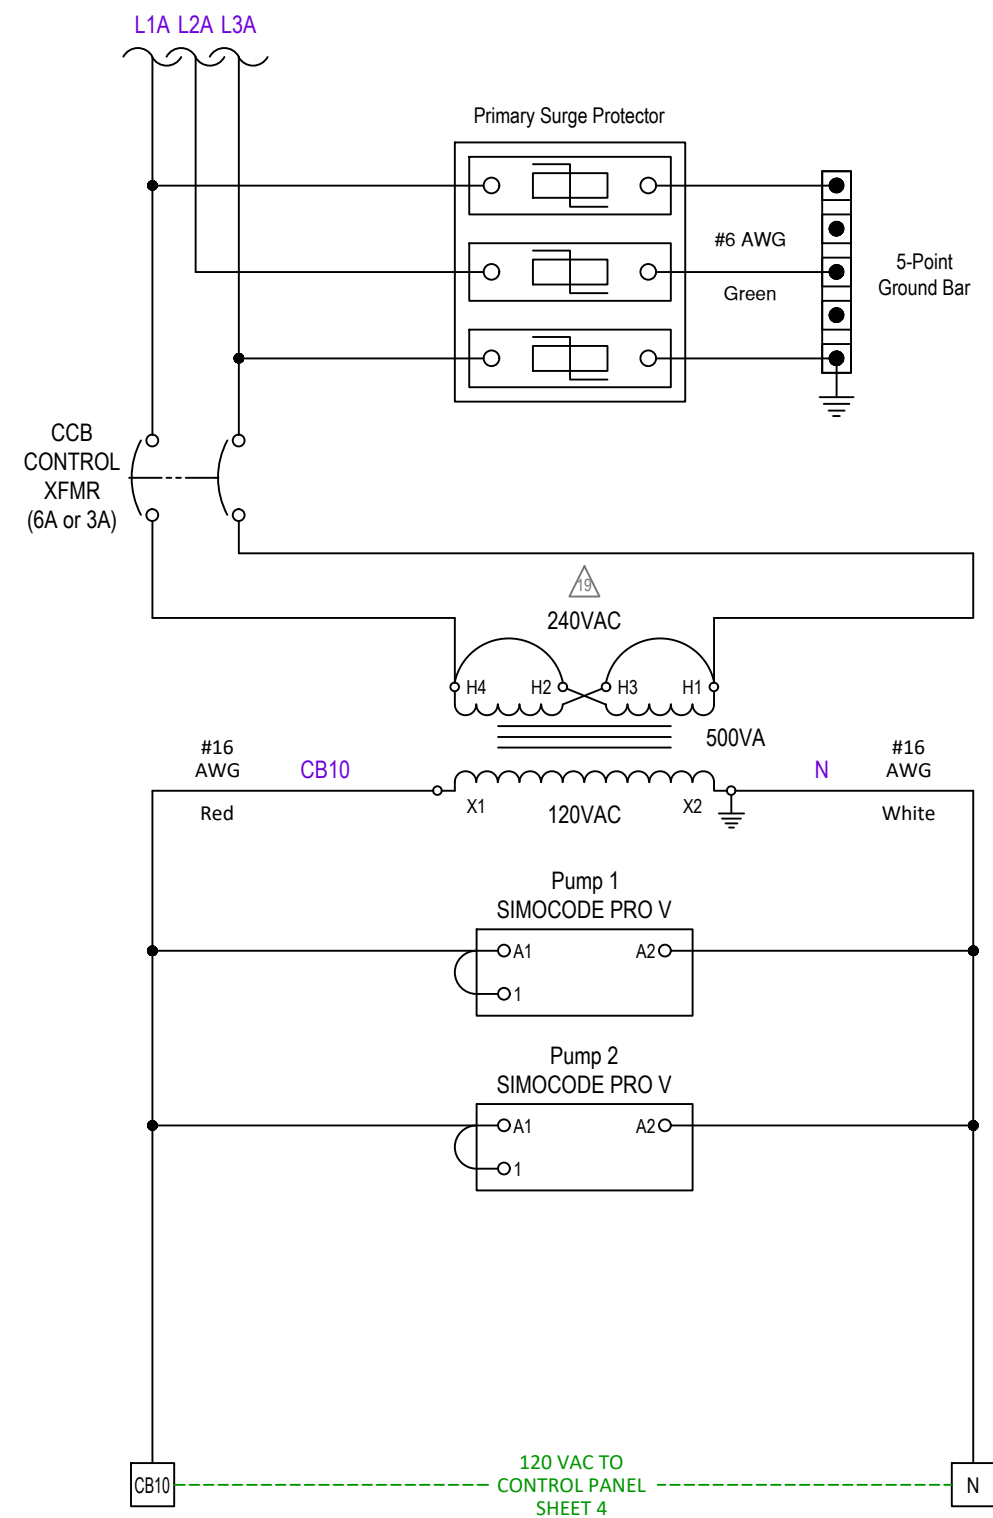 L1A L2A L3A
Primary Surge Protector
#6 AWG
Green
5-Point
Ground Bar
CCB
CONTROL
XFMR
(6A or 3A)
19
240VAC
H4 H2 H3 H1
500VA
#16
AWG
Red
CB10
N
#16
AWG
White
X1 120VAC X2
Pump 1
SIMOCODE PRO V
A1 A2
1
Pump 2
SIMOCODE PRO V
A1 A2
1
CB10
120 VAC TO
CONTROL PANEL
SHEET 4
N